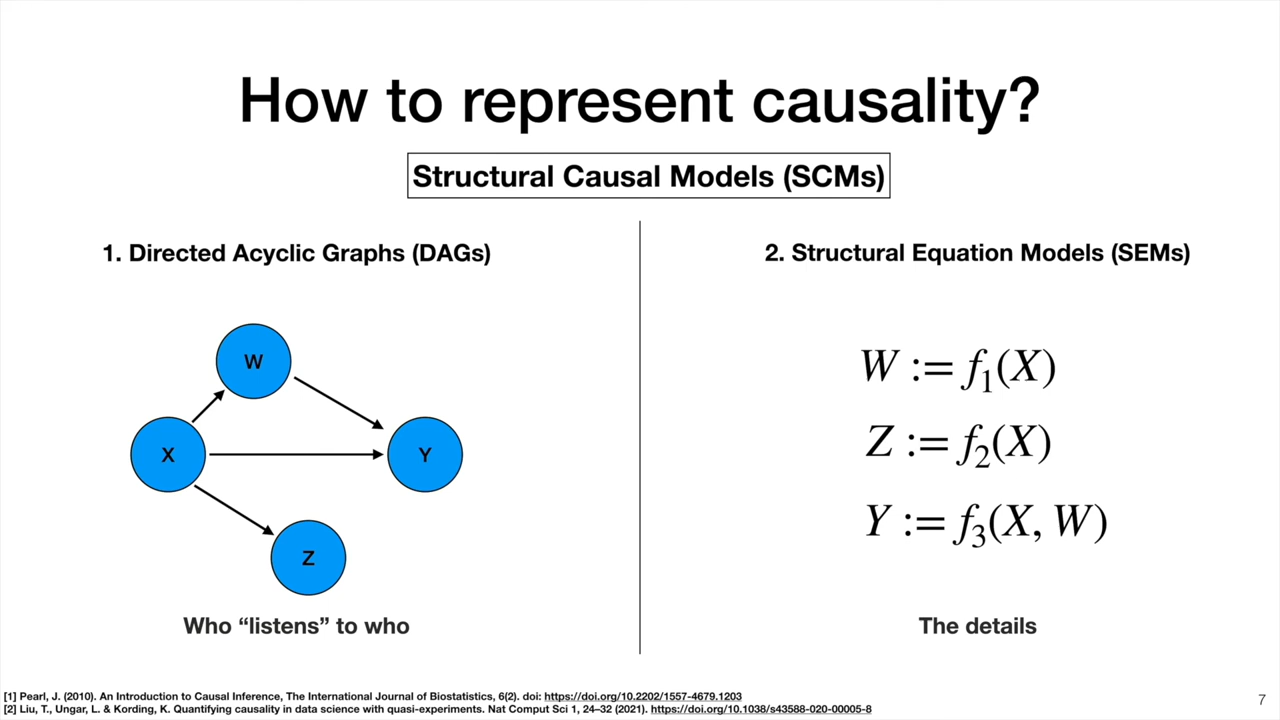 How to represent causality?
Structural Causal Models (SCMs)
1. Directed Acyclic Graphs (DAGs)
W
X
Y
Z
Who “listens” to who
2. Structural Equation Models (SEMs)
W := f₁(X)
Z := f₂(X)
Y := f₃(X, W)
The details
[1] Pearl, J. (2010). An Introduction to Causal Inference, The International Journal of Biostatistics, 6(2). doi: https://doi.org/10.2202/1557-4679.1203
[2] Liu, T., Ungar, L. & Kording, K. Quantifying causality in data science with quasi-experiments. Nat Comput Sci 1, 24–32 (2021). https://doi.org/10.1038/s43588-020-00005-8
7